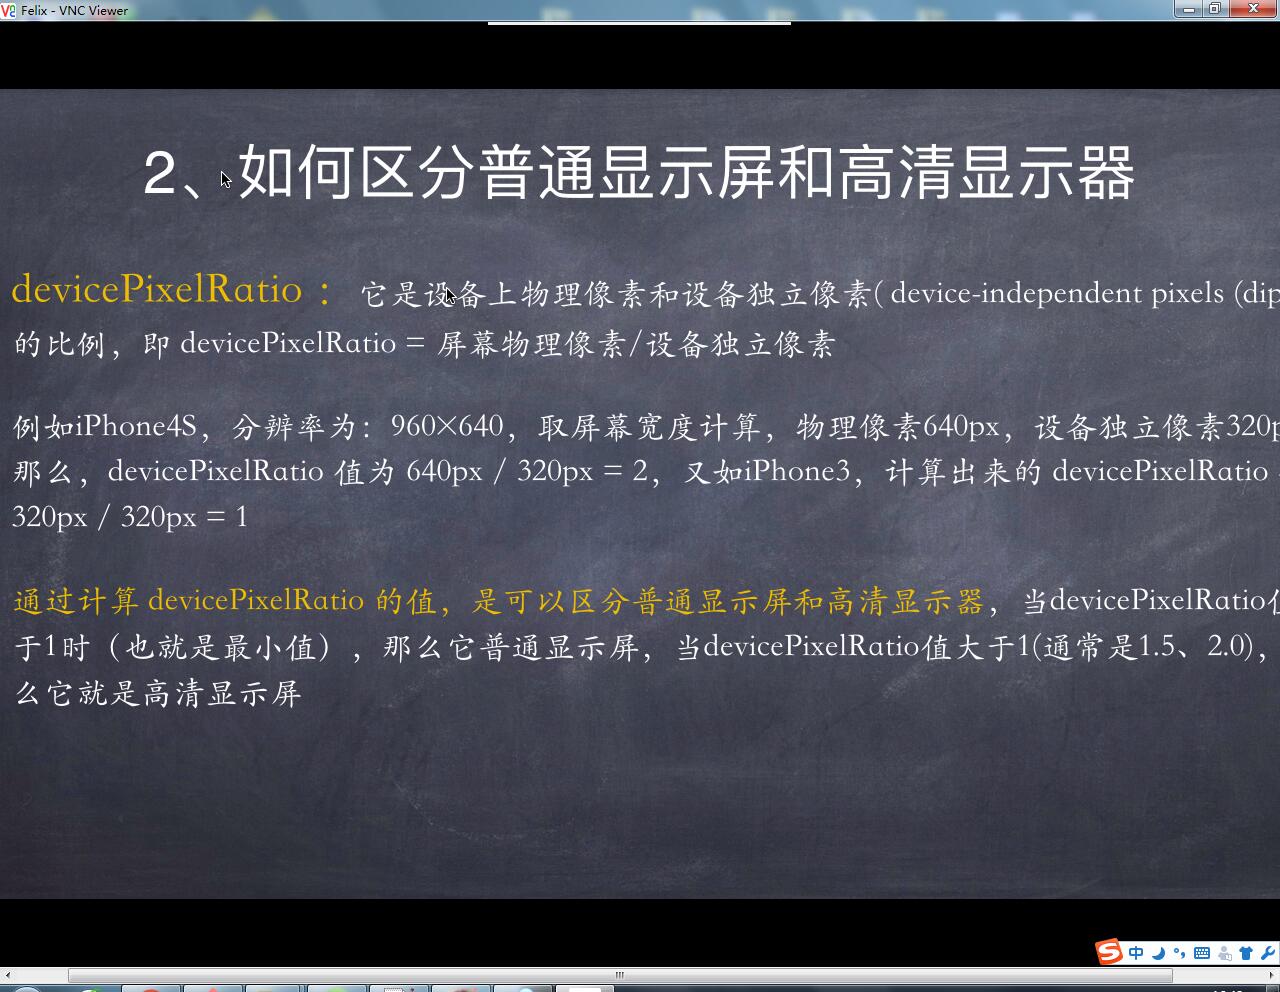 Felix - VNC Viewer
2、如何区分普通显示屏和高清显示器
devicePixelRatio ： 它是设备上物理像素和设备独立像素( device-independent pixels (dip
的比例，即 devicePixelRatio = 屏幕物理像素/设备独立像素
例如iPhone4S，分辨率为：960×640，取屏幕宽度计算，物理像素640px，设备独立像素320p
那么，devicePixelRatio 值为 640px / 320px = 2，又如iPhone3，计算出来的 devicePixelRatio
320px / 320px = 1
通过计算 devicePixelRatio 的值，是可以区分普通显示屏和高清显示器，当devicePixelRatio值
于1时（也就是最小值），那么它普通显示屏，当devicePixelRatio值大于1(通常是1.5、2.0)，
么它就是高清显示屏
中